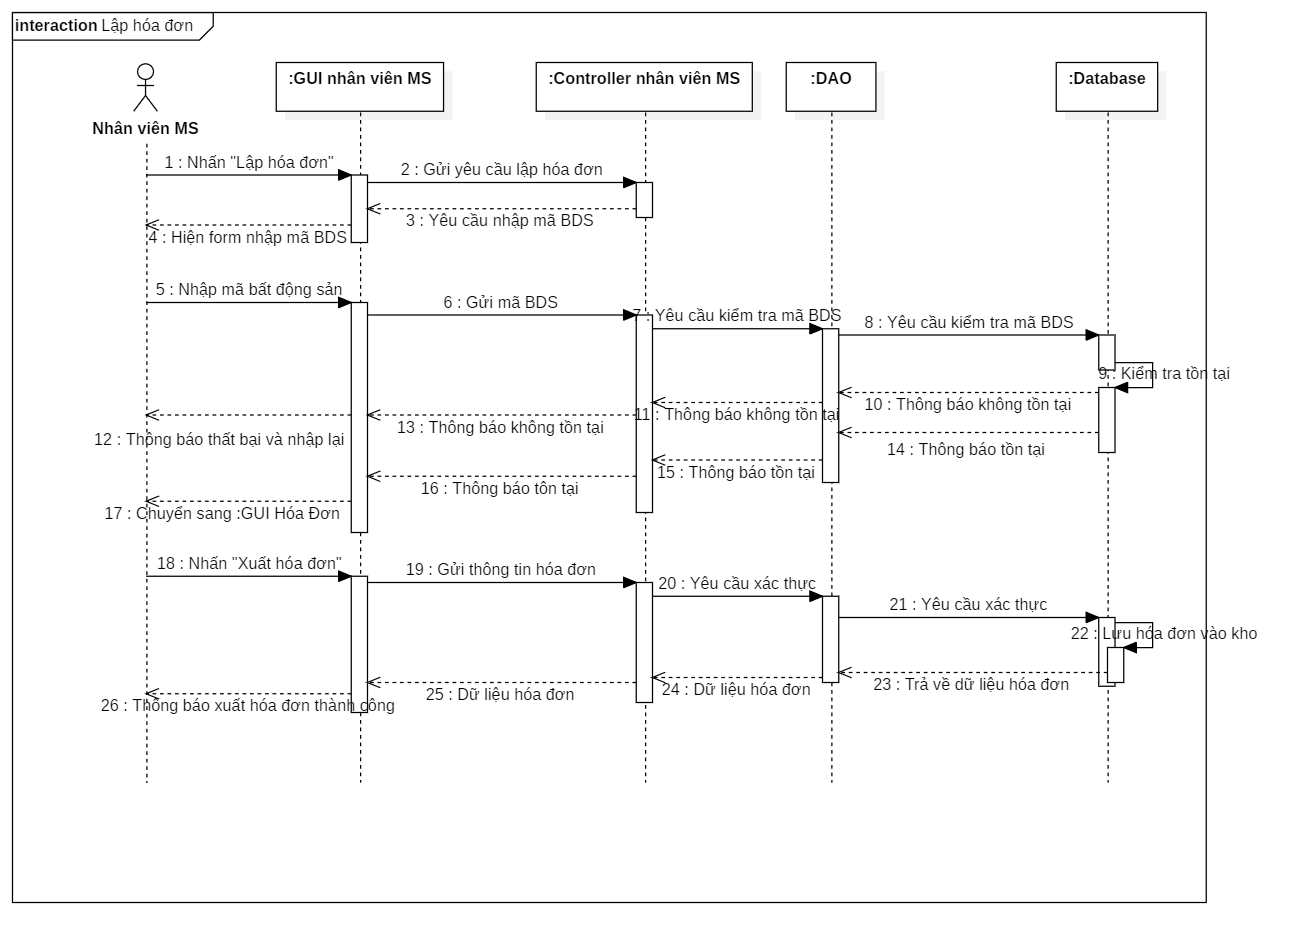 interaction Lập hóa đơn
:GUI nhân viên MS
:Controller nhân viên MS
:DAO
:Database
Nhân viên MS
1 : Nhấn "Lập hóa đơn"
2 : Gửi yêu cầu lập hóa đơn
3 : Yêu cầu nhập mã BDS
4 : Hiện form nhập mã BDS
5 : Nhập mã bất động sản
6 : Gửi mã BDS
7 : Yêu cầu kiểm tra mã BDS
8 : Yêu cầu kiểm tra mã BDS
9 : Kiểm tra tồn tại
10 : Thông báo không tồn tại
11 : Thông báo không tồn tại
12 : Thông báo thất bại và nhập lại
13 : Thông báo không tồn tại
14 : Thông báo tồn tại
15 : Thông báo tồn tại
16 : Thông báo tôn tại
17 : Chuyển sang :GUI Hóa Đơn
18 : Nhấn "Xuất hóa đơn"
19 : Gửi thông tin hóa đơn
20 : Yêu cầu xác thực
21 : Yêu cầu xác thực
22 : Lưu hóa đơn vào kho
23 : Trả về dữ liệu hóa đơn
24 : Dữ liệu hóa đơn
25 : Dữ liệu hóa đơn
26 : Thông báo xuất hóa đơn thành công